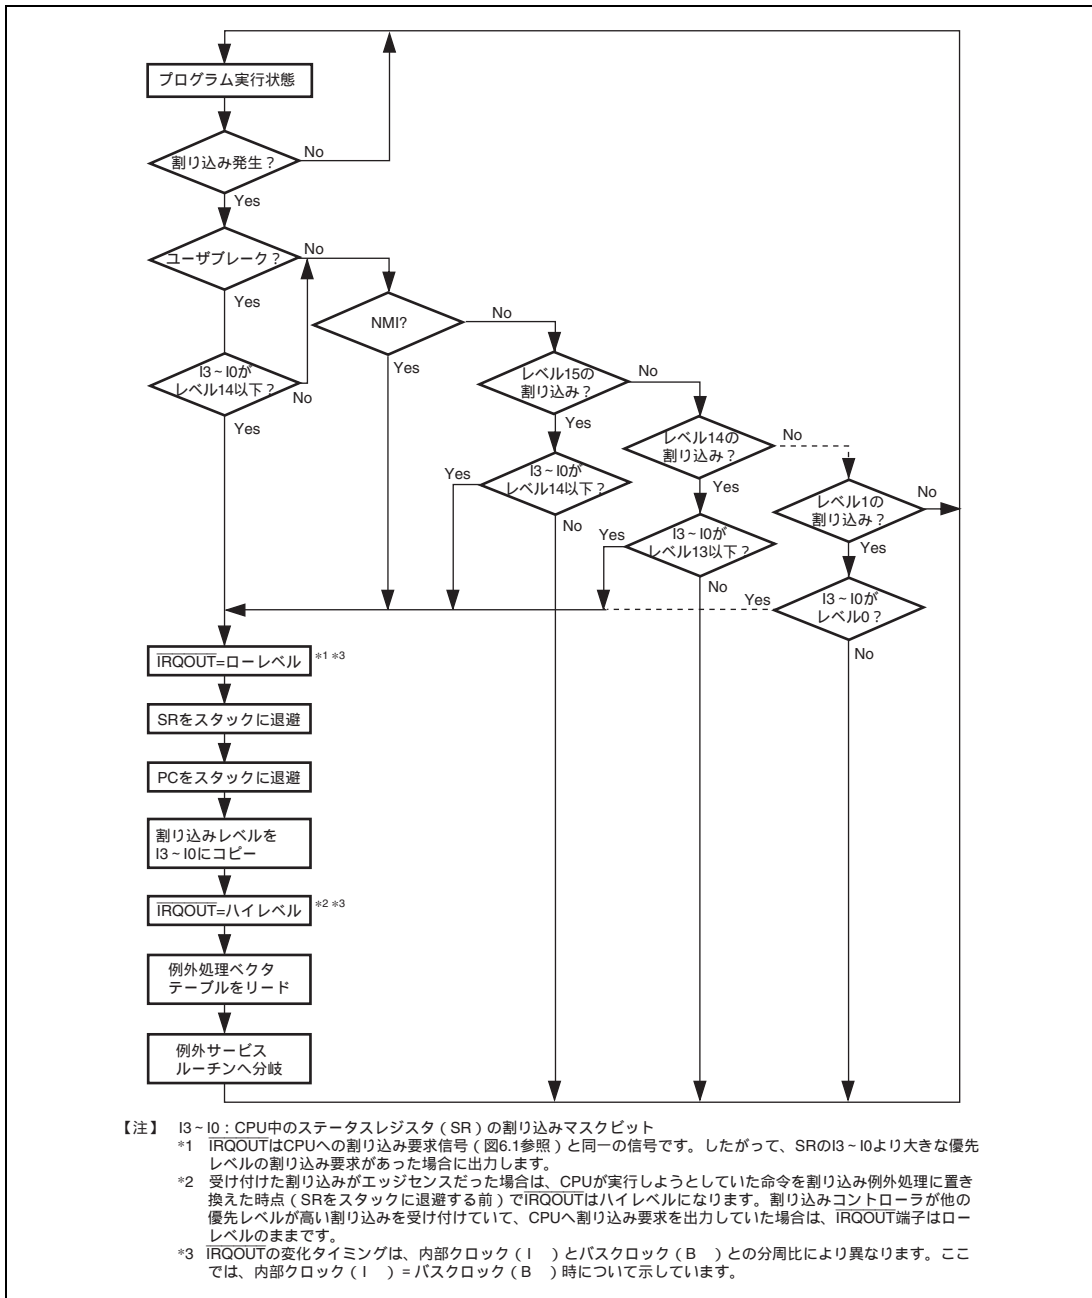 プログラム実行状態
割り込み発生？
No
Yes
ユーザブレーク？
No
Yes
NMI?
No
Yes
I3～I0が
レベル14以下？
No
Yes
レベル15の
割り込み？
No
Yes
I3～I0が
レベル14以下？
Yes
No
レベル14の
割り込み？
No
Yes
I3～I0が
レベル13以下？
Yes
No
レベル1の
割り込み？
No
Yes
I3～I0が
レベル0？
Yes
No
IRQOUT=ローレベル *1 *3
SRをスタックに退避
PCをスタックに退避
割り込みレベルを
I3～I0にコピー
IRQOUT=ハイレベル *2 *3
例外処理ベクタ
テーブルをリード
例外サービス
ルーチンへ分岐
【注】 I3～I0：CPU中のステータスレジスタ（SR）の割り込みマスクビット
*1 IRQOUTはCPUへの割り込み要求信号（図6.1参照）と同一の信号です。したがって、SRのI3～I0より大きな優先
レベルの割り込み要求があった場合に出力します。
*2 受け付けた割り込みがエッジセンスだった場合は、CPUが実行しようとしていた命令を割り込み例外処理に置き
換えた時点（SRをスタックに退避する前）でIRQOUTはハイレベルになります。割り込みコントローラが他の
優先レベルが高い割り込みを受け付けていて、CPUへ割り込み要求を出力していた場合は、IRQOUT端子はロー
レベルのままです。
*3 IRQOUTの変化タイミングは、内部クロック（I　）とバスクロック（B　）との分周比により異なります。ここ
では、内部クロック（I　）=バスクロック（B　）時について示しています。